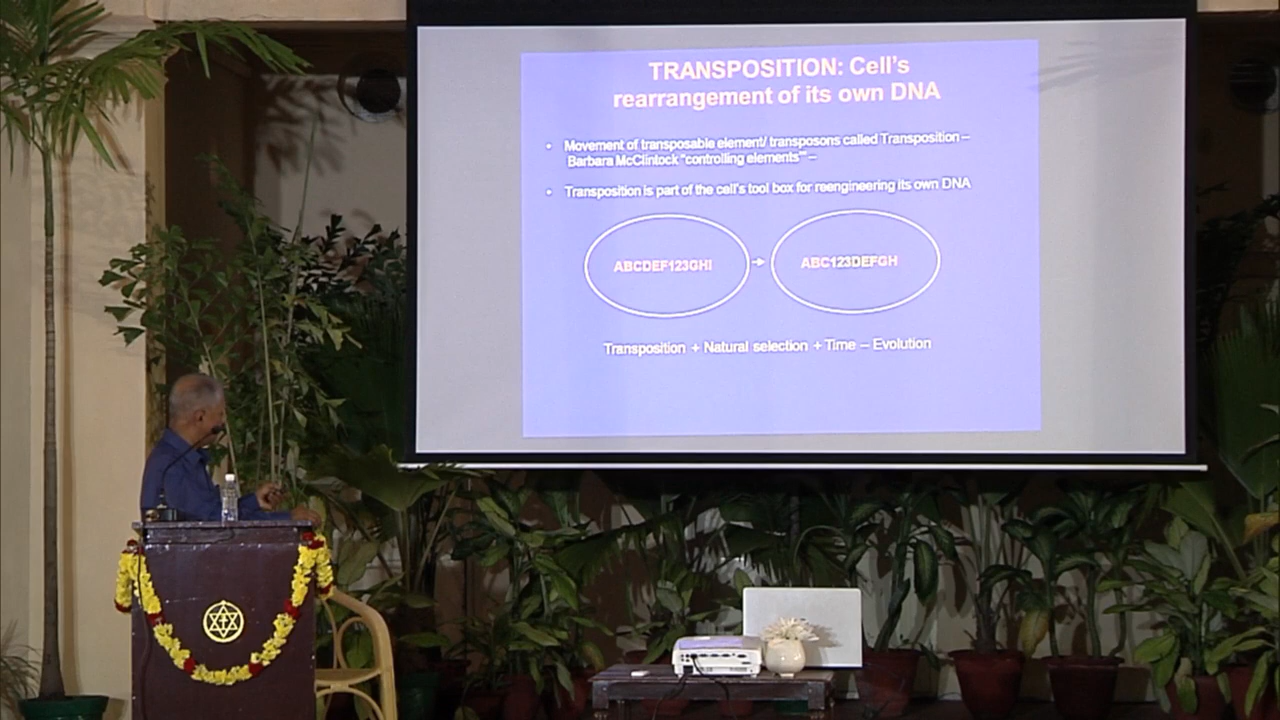 TRANSPOSITION: Cell's
rearrangement of its own DNA
• Movement of transposable element/ transposons called Transposition –
Barbara McClintock "controlling elements"" –
• Transposition is part of the cell's tool box for reengineering its own DNA
ABCDEF123GHI
ABC123DEFGH
Transposition + Natural selection + Time – Evolution